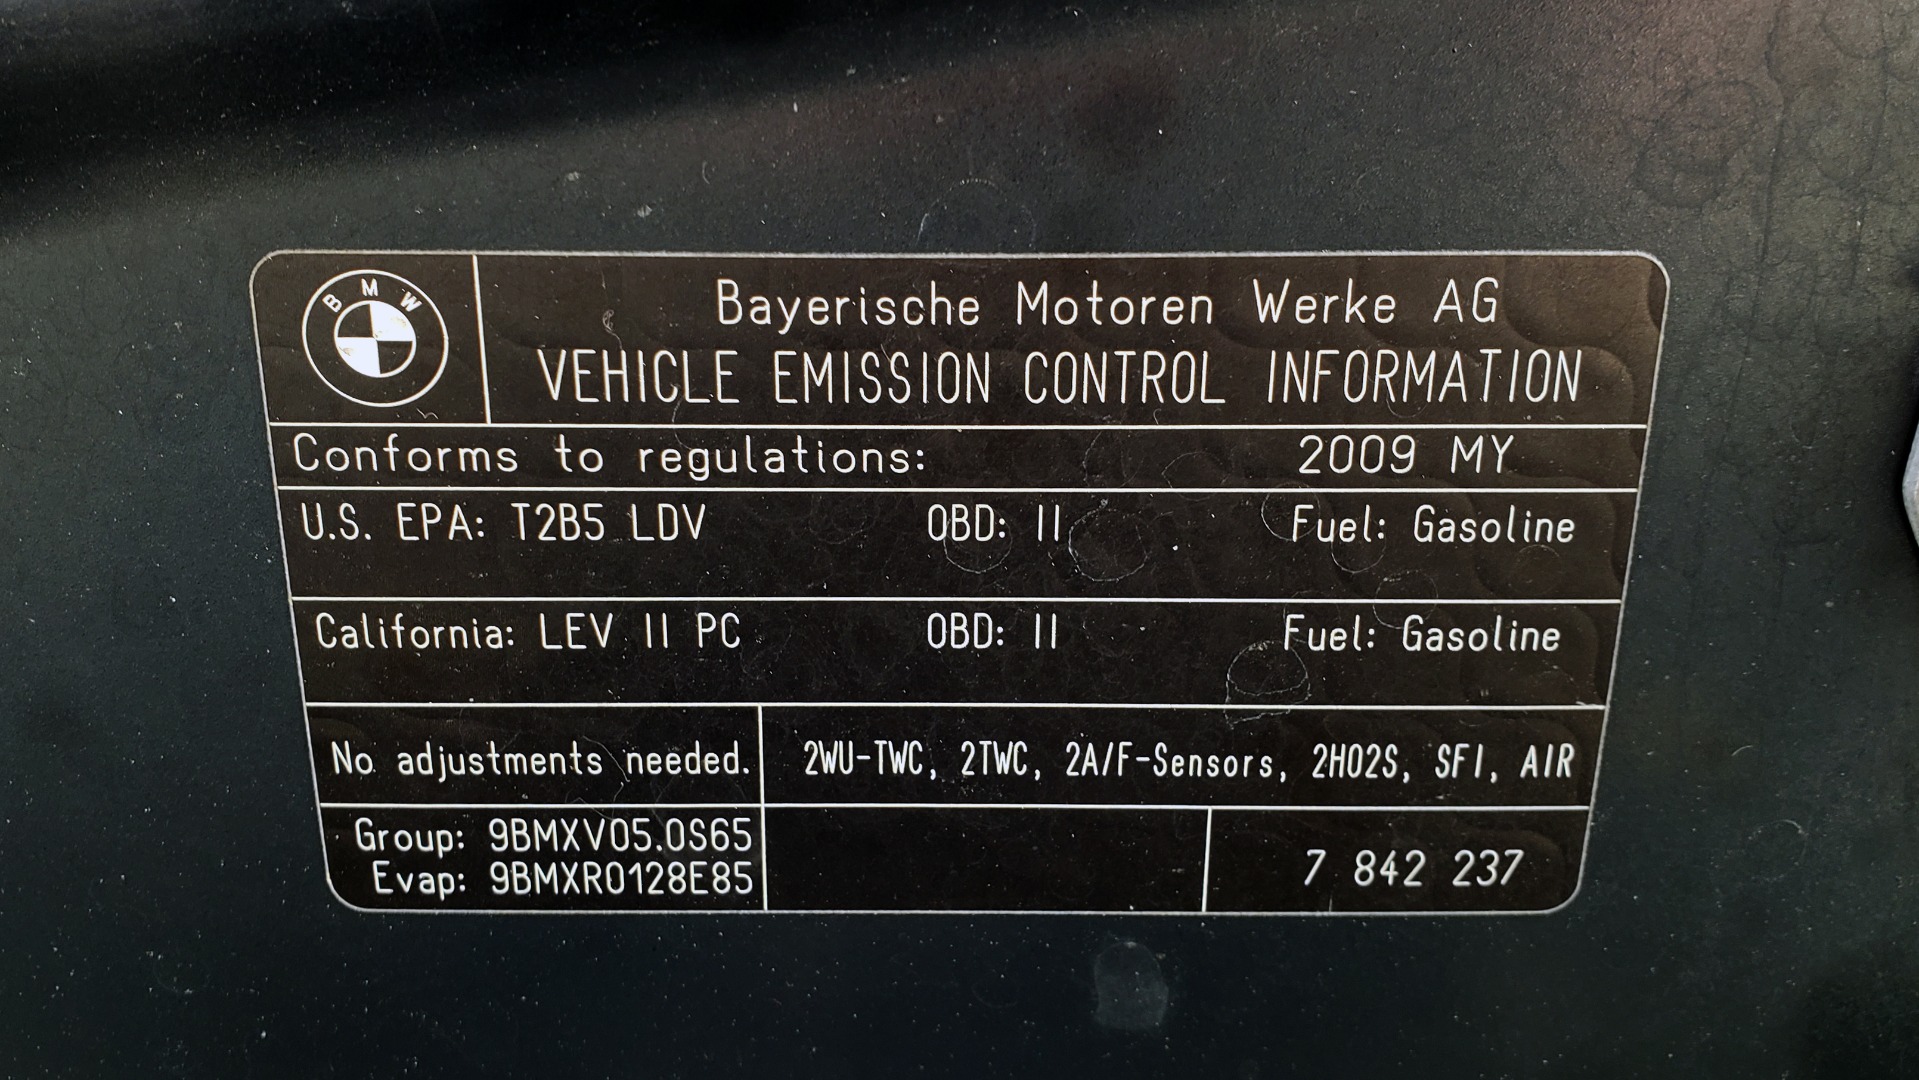 BMW
Bayerische Motoren Werke AG
VEHICLE EMISSION CONTROL INFORMATION
Conforms to regulations: 2009 MY
U.S. EPA: T2B5 LDV OBD: II Fuel: Gasoline
California: LEV II PC OBD: II Fuel: Gasoline
No adjustments needed. 2WU-TWC, 2TWC, 2A/F-Sensors, 2HO2S, SFI, AIR
Group: 9BMXV05.0S65
Evap: 9BMXR0128E85
7 842 237